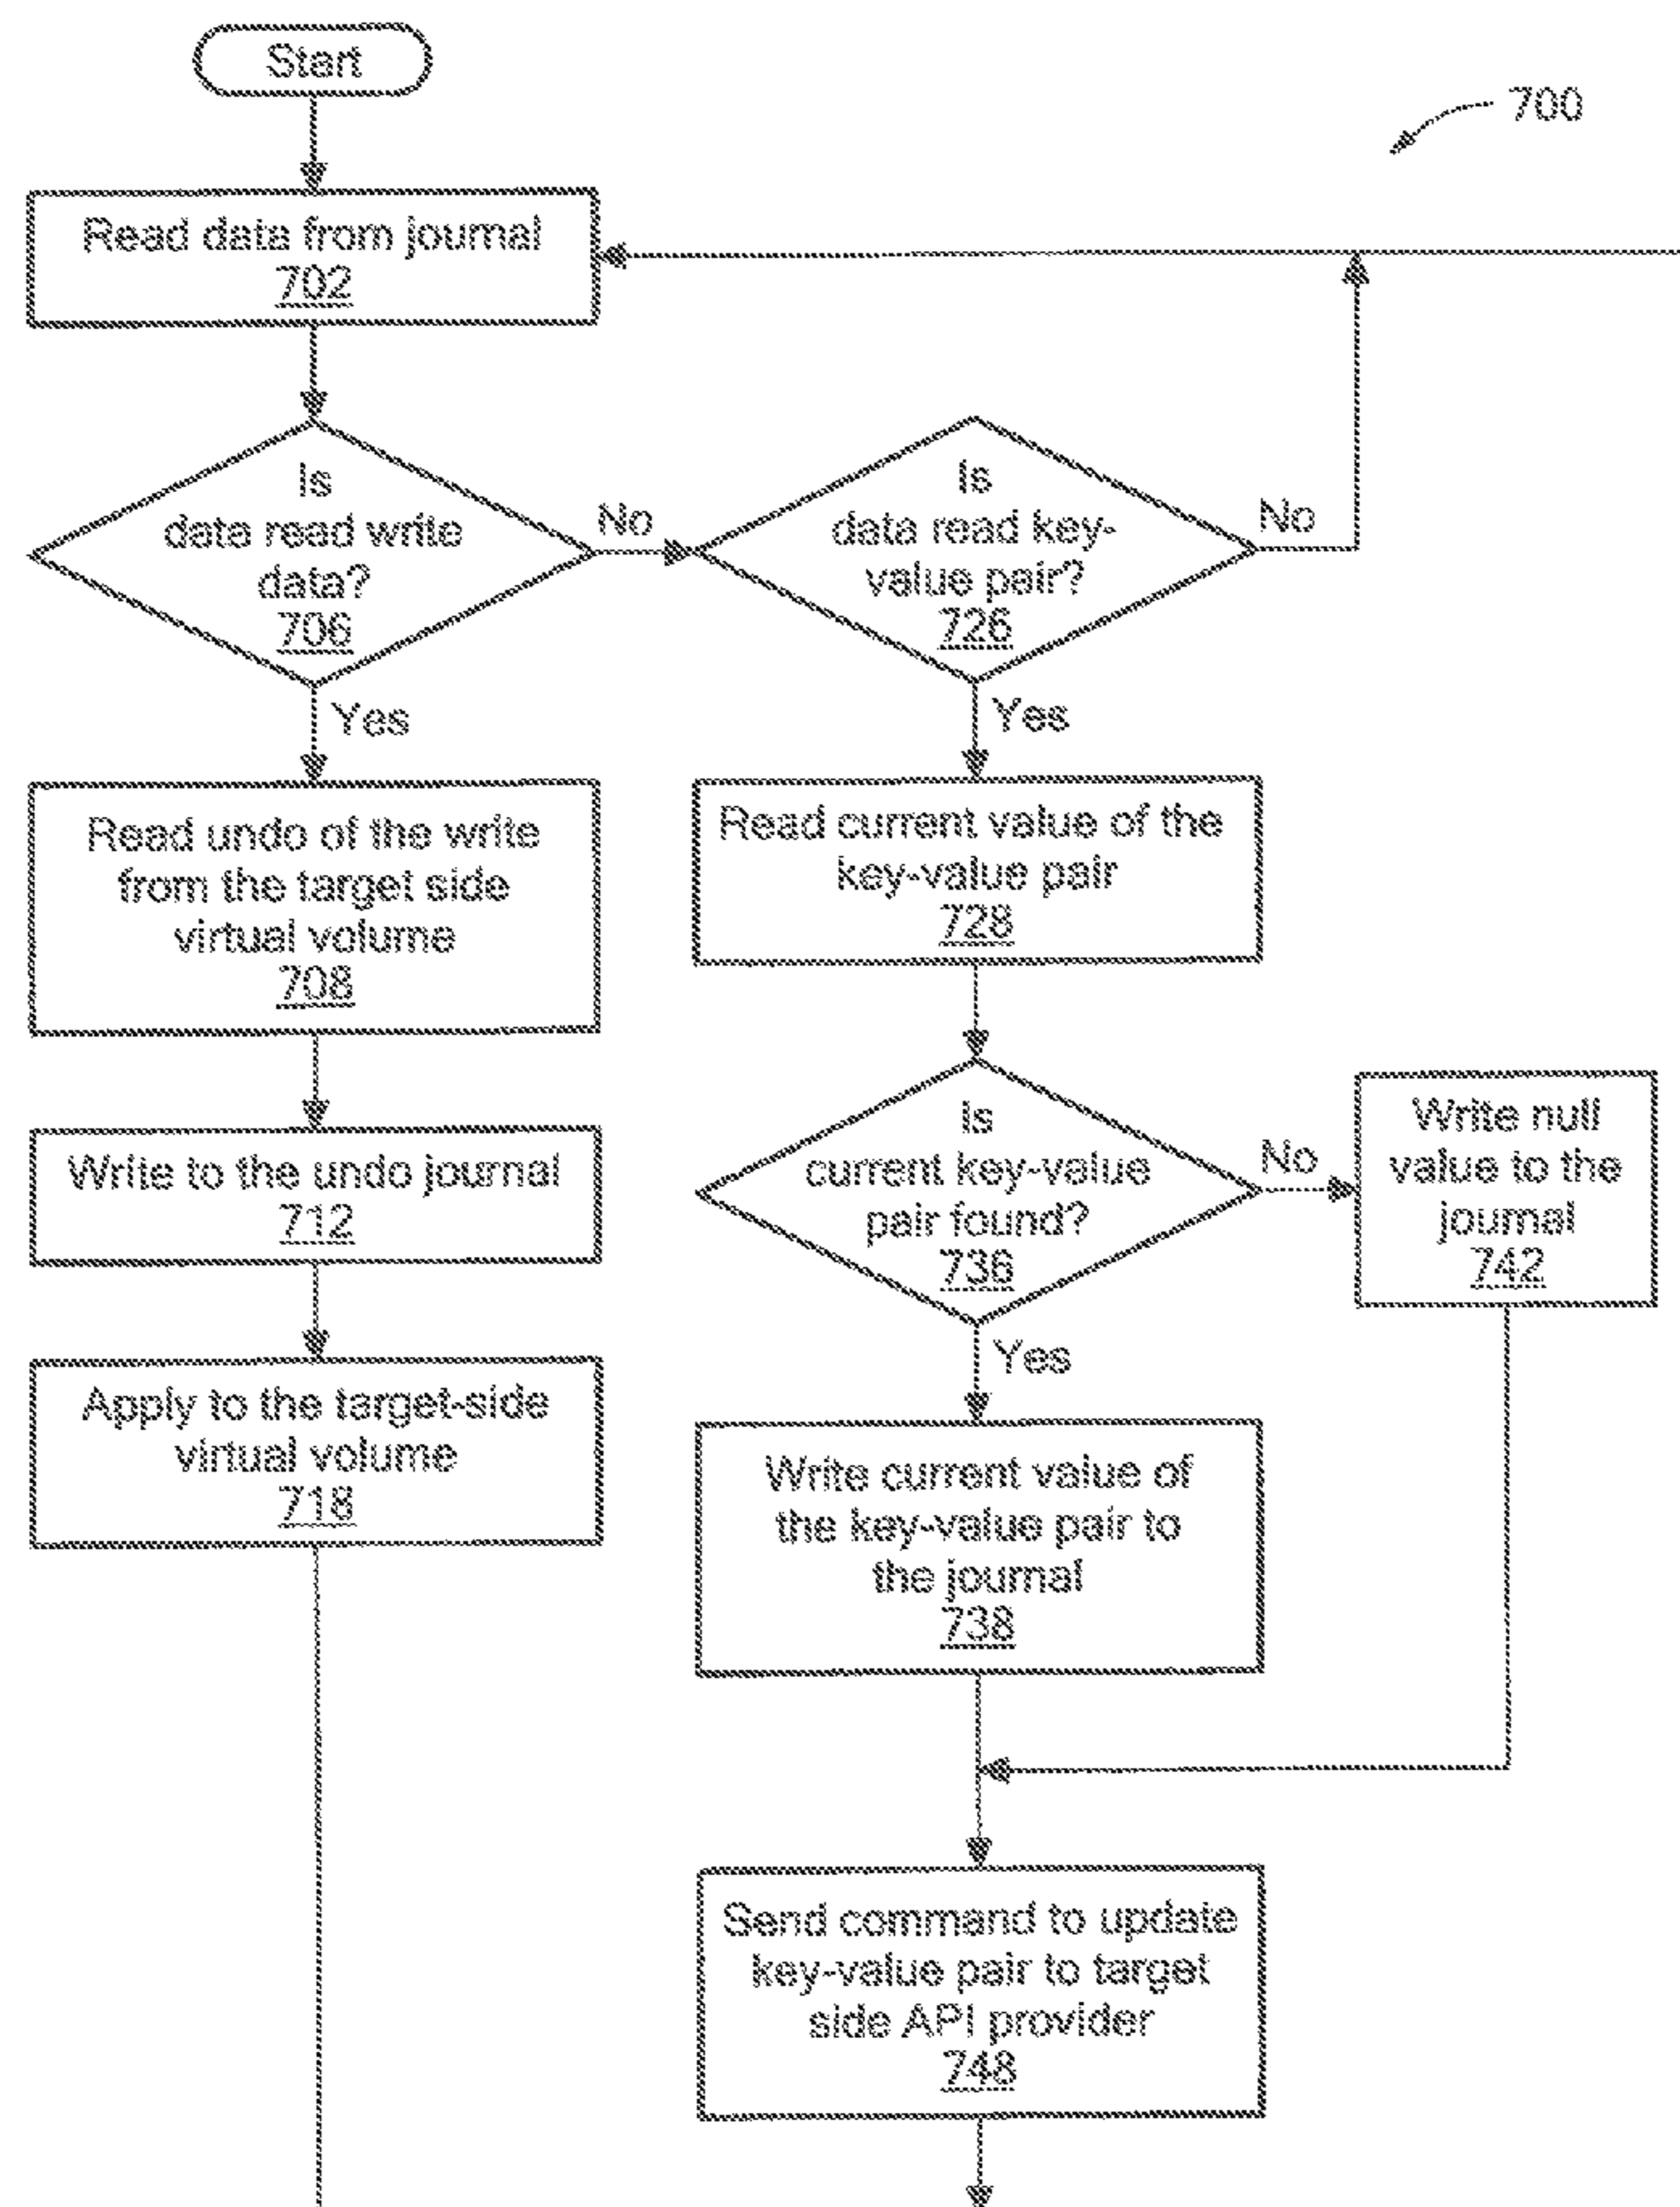 Start
700
Read data from journal
702
Is
data read write
data?
706
No
Is
data read key-
value pair?
726
No
Yes
Yes
Read undo of the write
from the target side
virtual volume
708
Read current value of the
key-value pair
728
Write to the undo journal
712
Is
current key-value
pair found?
736
No
Write null
value to the
journal
742
Yes
Apply to the target-side
virtual volume
718
Write current value of
the key-value pair to
the journal
738
Send command to update
key-value pair to target
side API provider
748